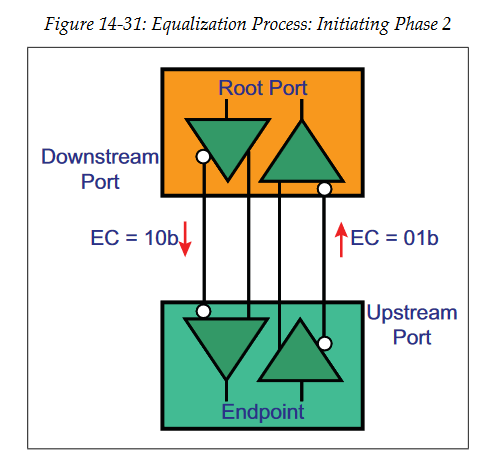 Figure 14-31: Equalization Process: Initiating Phase 2
Root Port
Downstream
Port
EC = 10b
EC = 01b
Upstream
Port
Endpoint